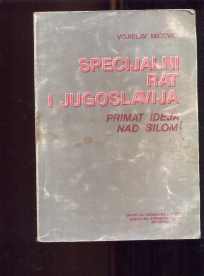 VOJISLAV MIĆOVIĆ
SPECIJALNI
RAT
I JUGOSLAVIJA
PRIMAT IDEJA
NAD SILOM